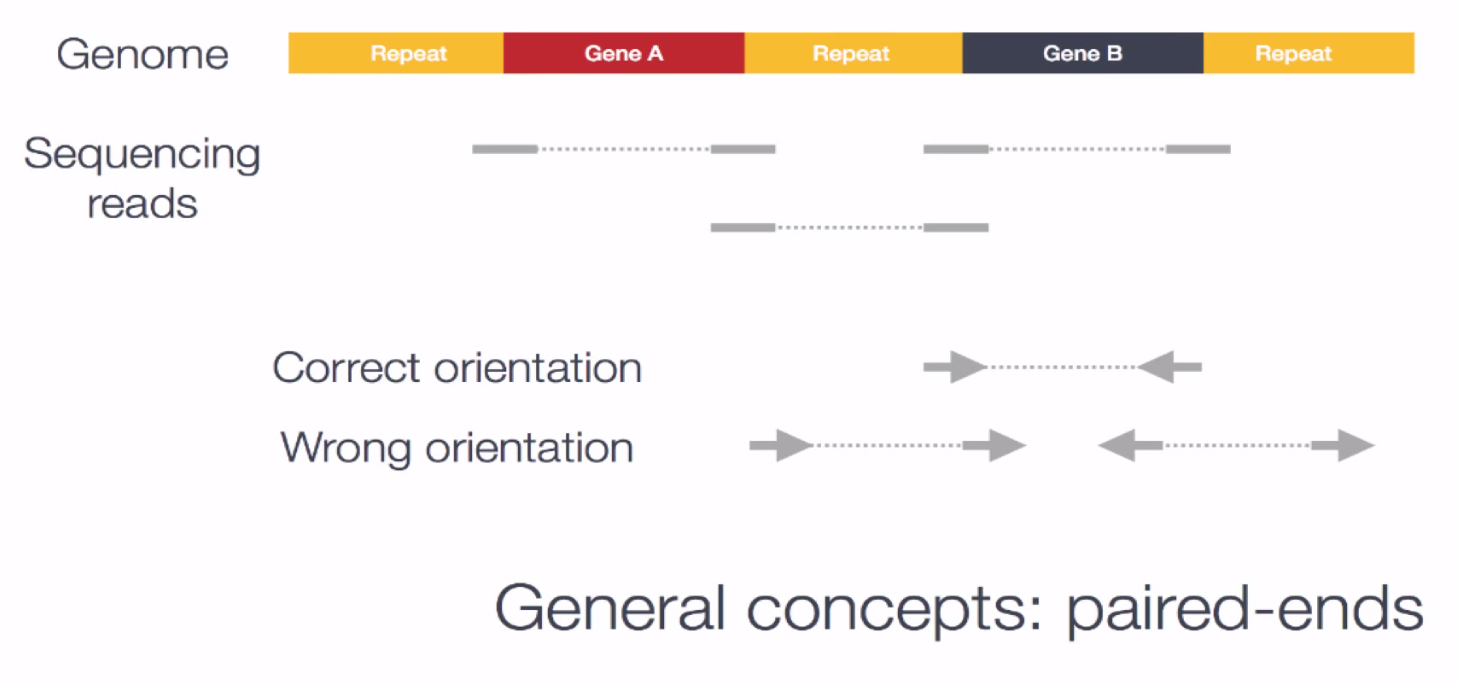 Genome
Repeat Gene A Repeat Gene B Repeat
Sequencing
reads
Correct orientation
Wrong orientation
General concepts: paired-ends